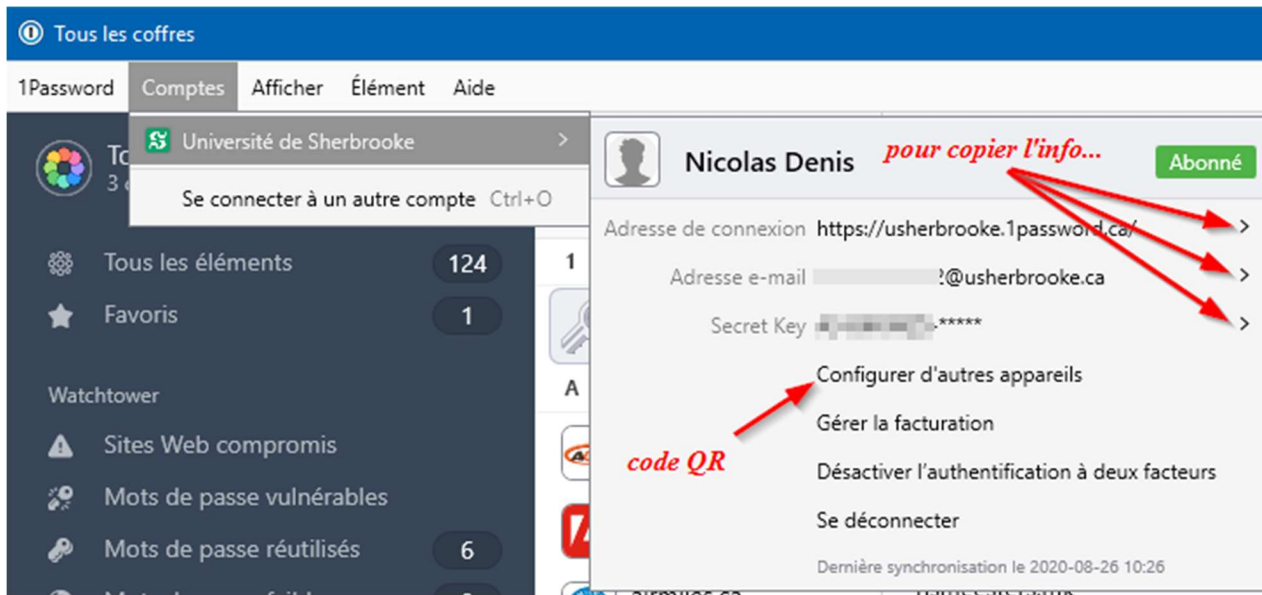 Tous les coffres
1Password Comptes Afficher Élément Aide
Université de Sherbrooke >
Se connecter à un autre compte Ctrl+O
3
Tous les éléments 124
Favoris 1
Watchtower
Sites Web compromis
Mots de passe vulnérables
Mots de passe réutilisés 6
1
A
Nicolas Denis pour copier l'info... Abonné
Adresse de connexion https://usherbrooke.1password.ca/ >
Adresse e-mail @usherbrooke.ca >
Secret Key -***** >
Configurer d'autres appareils
Gérer la facturation
code QR
Désactiver l'authentification à deux facteurs
Se déconnecter
Dernière synchronisation le 2020-08-26 10:26
airmiles.ca